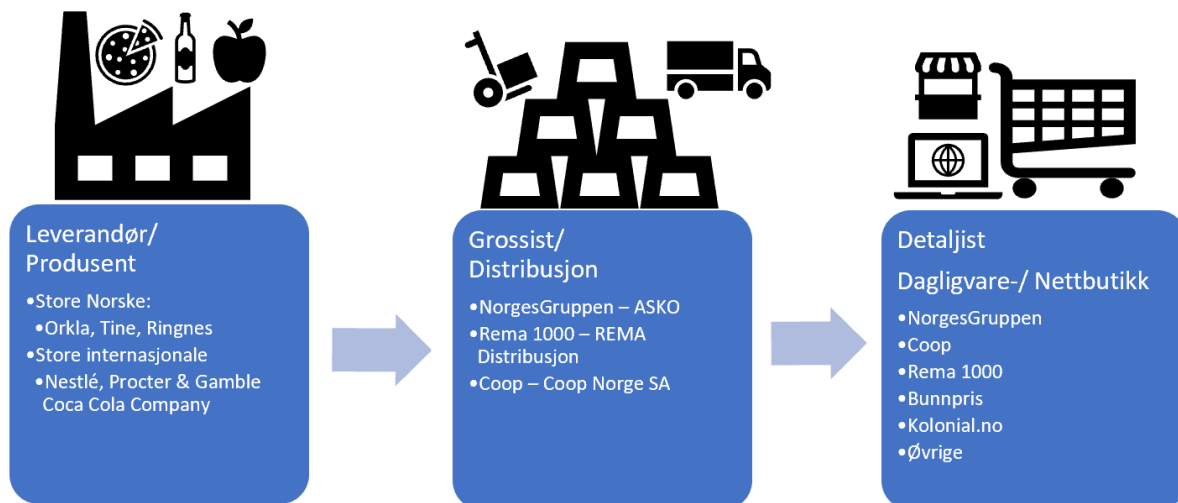 Leverandør/
Produsent
•Store Norske:
•Orkla, Tine, Ringnes
•Store internasjonale
•Nestlé, Procter & Gamble
Coca Cola Company
Grossist/
Distribusjon
•NorgesGruppen – ASKO
•Rema 1000 – REMA
Distribusjon
•Coop – Coop Norge SA
Detaljist
Dagligvare-/ Nettbutikk
•NorgesGruppen
•Coop
•Rema 1000
•Bunnpris
•Kolonial.no
•Øvrige